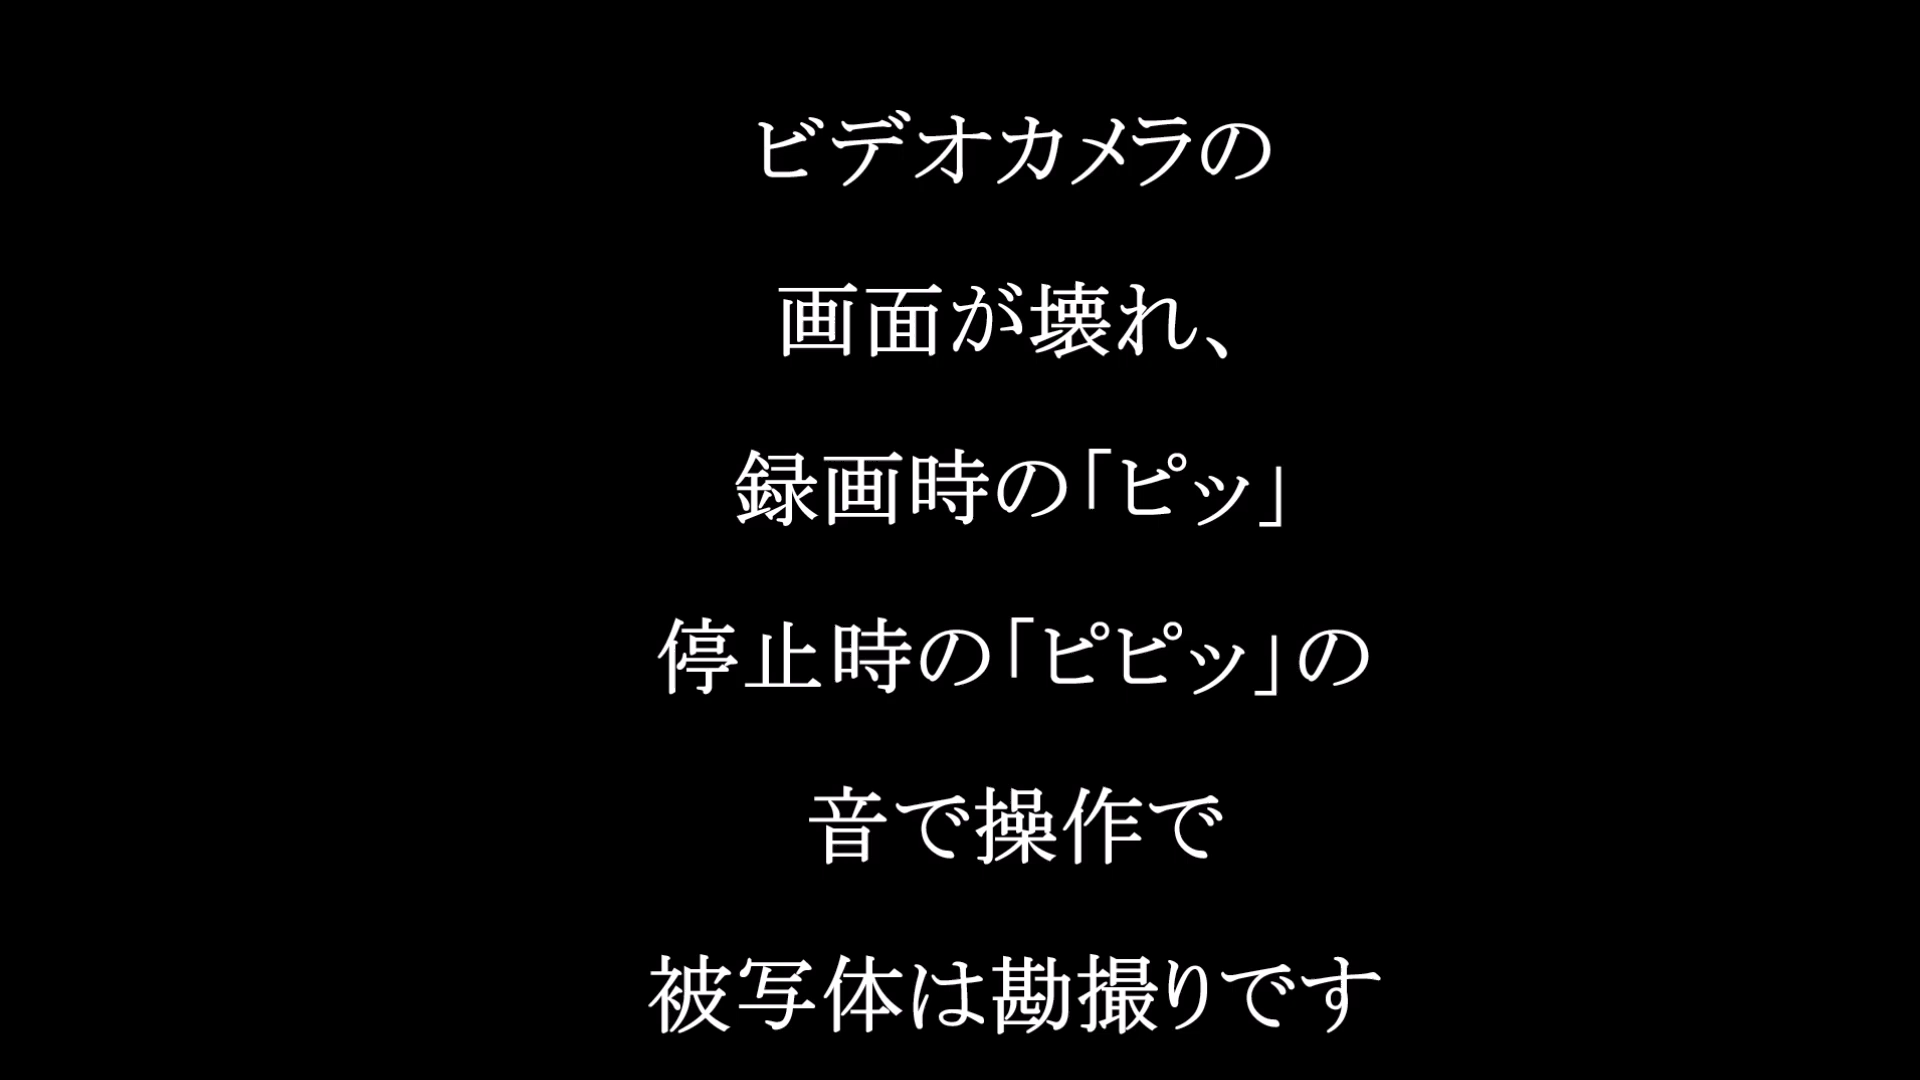 ビデオカメラの
画面が壊れ、
録画時の「ピッ」
停止時の「ピピッ」の
音で操作で
被写体は勘撮りです